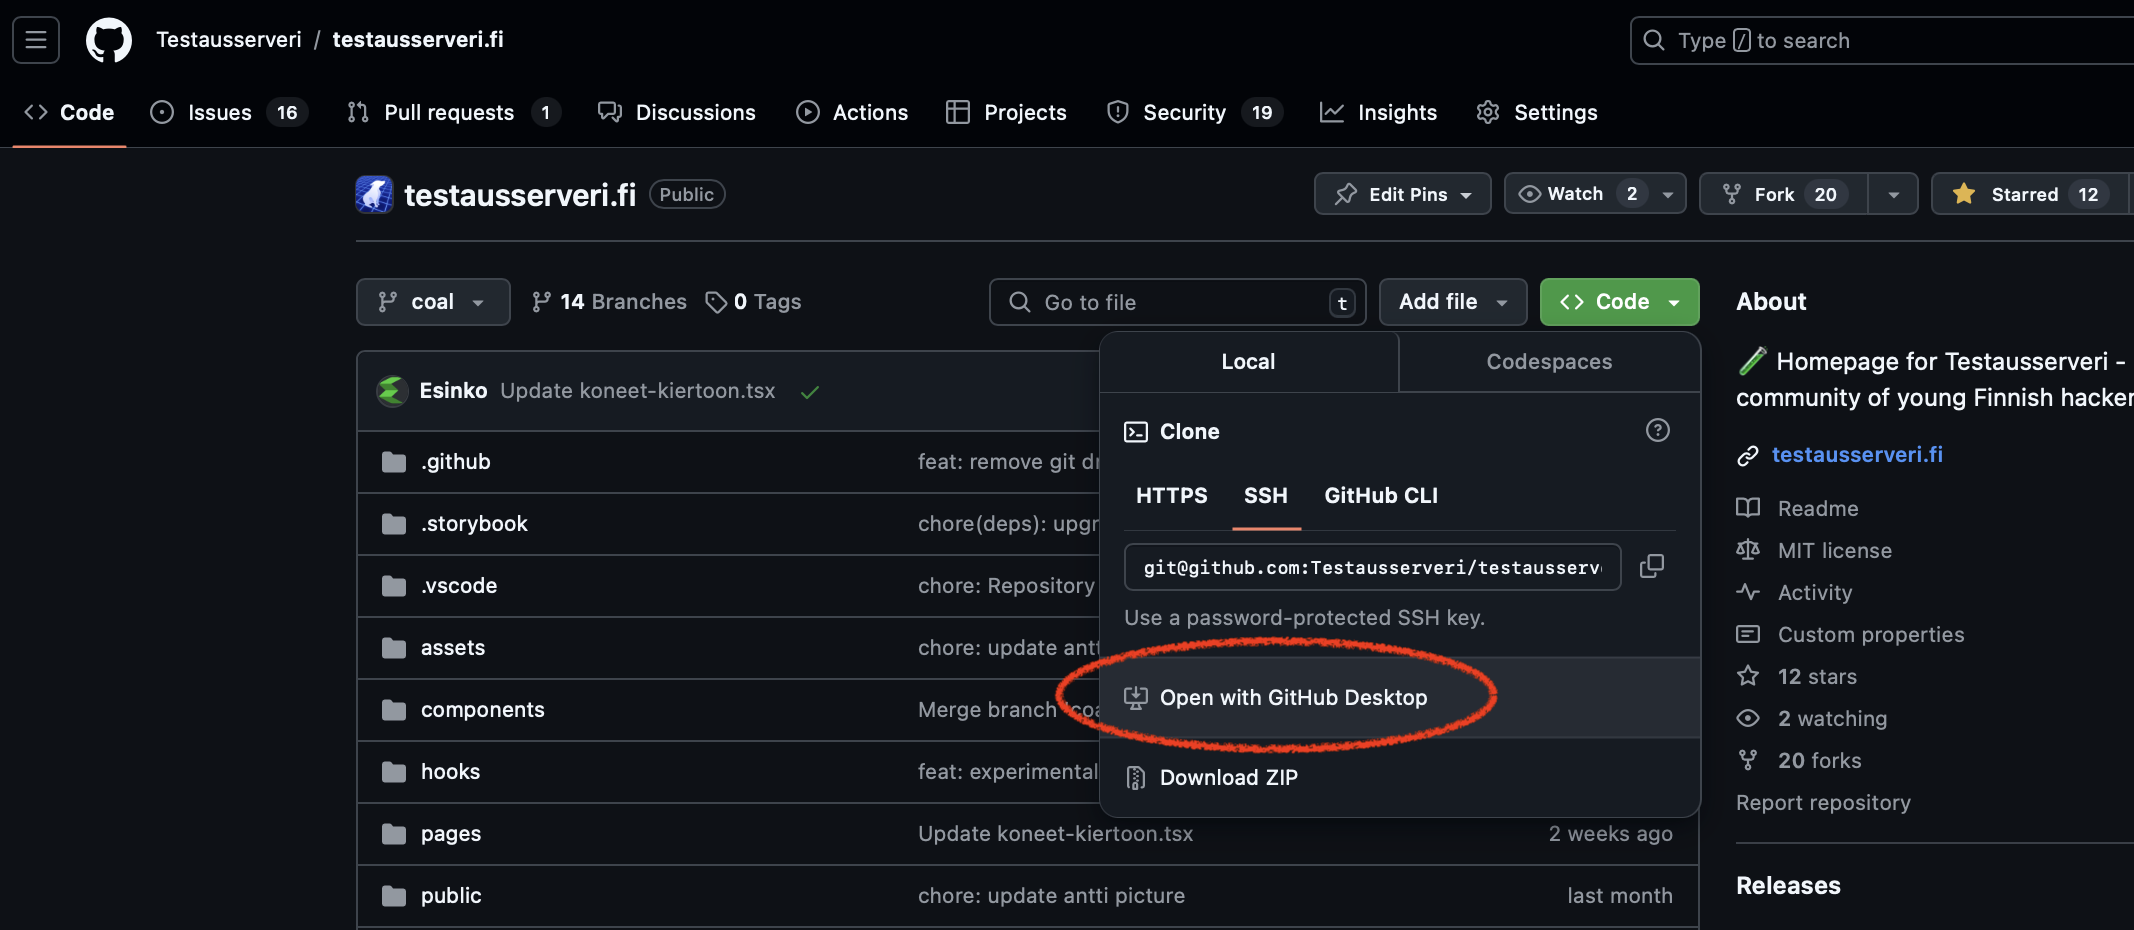 Testausserveri / testausserveri.fi
Type / to search
Code
Issues 16
Pull requests 1
Discussions
Actions
Projects
Security 19
Insights
Settings
testausserveri.fi Public
Edit Pins
Watch 2
Fork 20
Starred 12
coal
14 Branches
0 Tags
Go to file t
Add file
Code
Local
Codespaces
Clone
HTTPS
SSH
GitHub CLI
git@github.com:Testausserveri/testausserv
Use a password-protected SSH key.
Open with GitHub Desktop
Download ZIP
Esinko Update koneet-kiertoon.tsx
.github feat: remove git
.storybook chore(deps):
.vscode chore: Repository
assets chore: update
components Merge branch
hooks feat: experimental
pages Update koneet-kiertoon.tsx 2 weeks ago
public chore: update antti picture last month
About
Homepage for Testausserveri -
community of young Finnish hacker
testausserveri.fi
Readme
MIT license
Activity
Custom properties
12 stars
2 watching
20 forks
Report repository
Releases